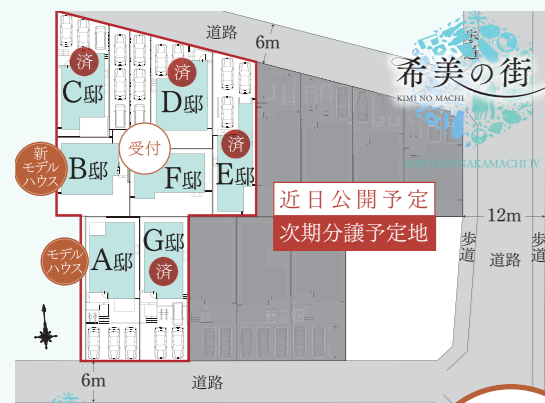 道路
6m
歩道
希美の街
KIMI NO MACHI
済
C邸
済
D邸
済
E邸
受付
新
モデル
ハウス
B邸
F邸
近日公開予定
次期分譲予定地
12m
歩道
道路
歩道
モデル
ハウス
A邸
G邸
済
6m
道路